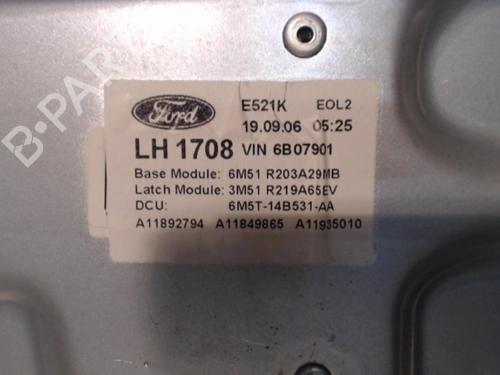 Ford
E521K EOL2
19.09.06 05:25
LH 1708 VIN 6B07901
Base Module: 6M51 R203A29MB
Latch Module: 3M51 R219A65EV
DCU: 6M5T-14B531-AA
A11892794 A11849865 A11935010